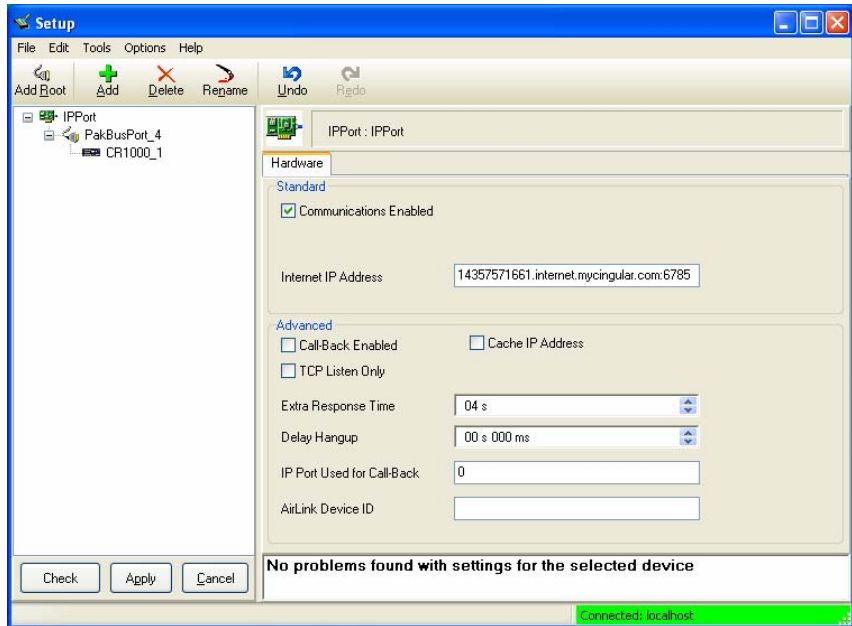 Setup
File Edit Tools Options Help
Add Root Add Delete Rename Undo Redo
IPPort
PakBusPort_4
CR1000_1
IPPort : IPPort
Hardware
Standard
Communications Enabled
Internet IP Address 14357571661.internet.mycingular.com:6785
Advanced
Call-Back Enabled Cache IP Address
TCP Listen Only
Extra Response Time 04 s
Delay Hangup 00 s 000 ms
IP Port Used for Call-Back 0
AirLink Device ID
Check Apply Cancel
No problems found with settings for the selected device
Connected: localhost